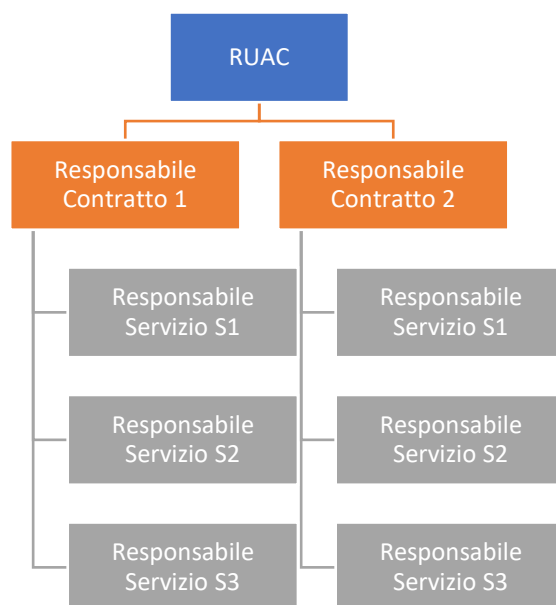 RUAC
Responsabile
Contratto 1
Responsabile
Contratto 2
Responsabile
Servizio S1
Responsabile
Servizio S1
Responsabile
Servizio S2
Responsabile
Servizio S2
Responsabile
Servizio S3
Responsabile
Servizio S3